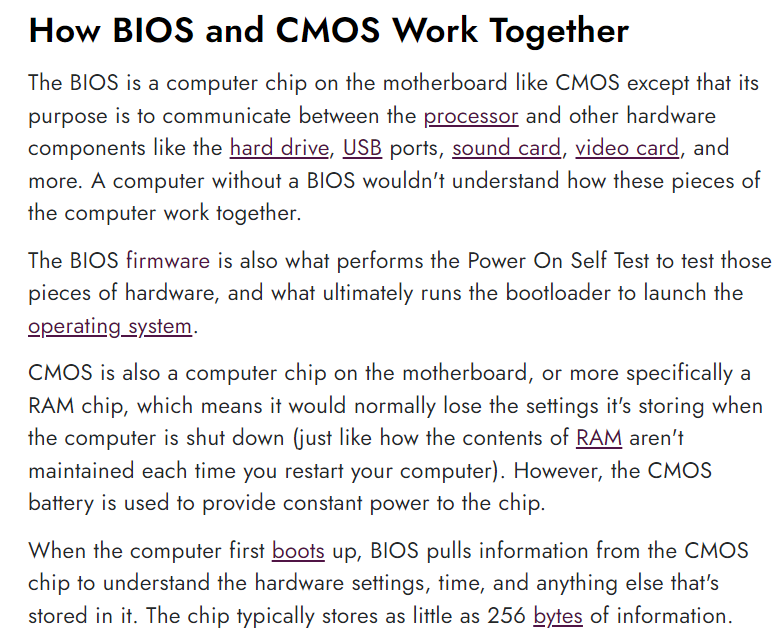 How BIOS and CMOS Work Together
The BIOS is a computer chip on the motherboard like CMOS except that its
purpose is to communicate between the processor and other hardware
components like the hard drive, USB ports, sound card, video card, and
more. A computer without a BIOS wouldn't understand how these pieces of
the computer work together.
The BIOS firmware is also what performs the Power On Self Test to test those
pieces of hardware, and what ultimately runs the bootloader to launch the
operating system.
CMOS is also a computer chip on the motherboard, or more specifically a
RAM chip, which means it would normally lose the settings it's storing when
the computer is shut down (just like how the contents of RAM aren't
maintained each time you restart your computer). However, the CMOS
battery is used to provide constant power to the chip.
When the computer first boots up, BIOS pulls information from the CMOS
chip to understand the hardware settings, time, and anything else that's
stored in it. The chip typically stores as little as 256 bytes of information.